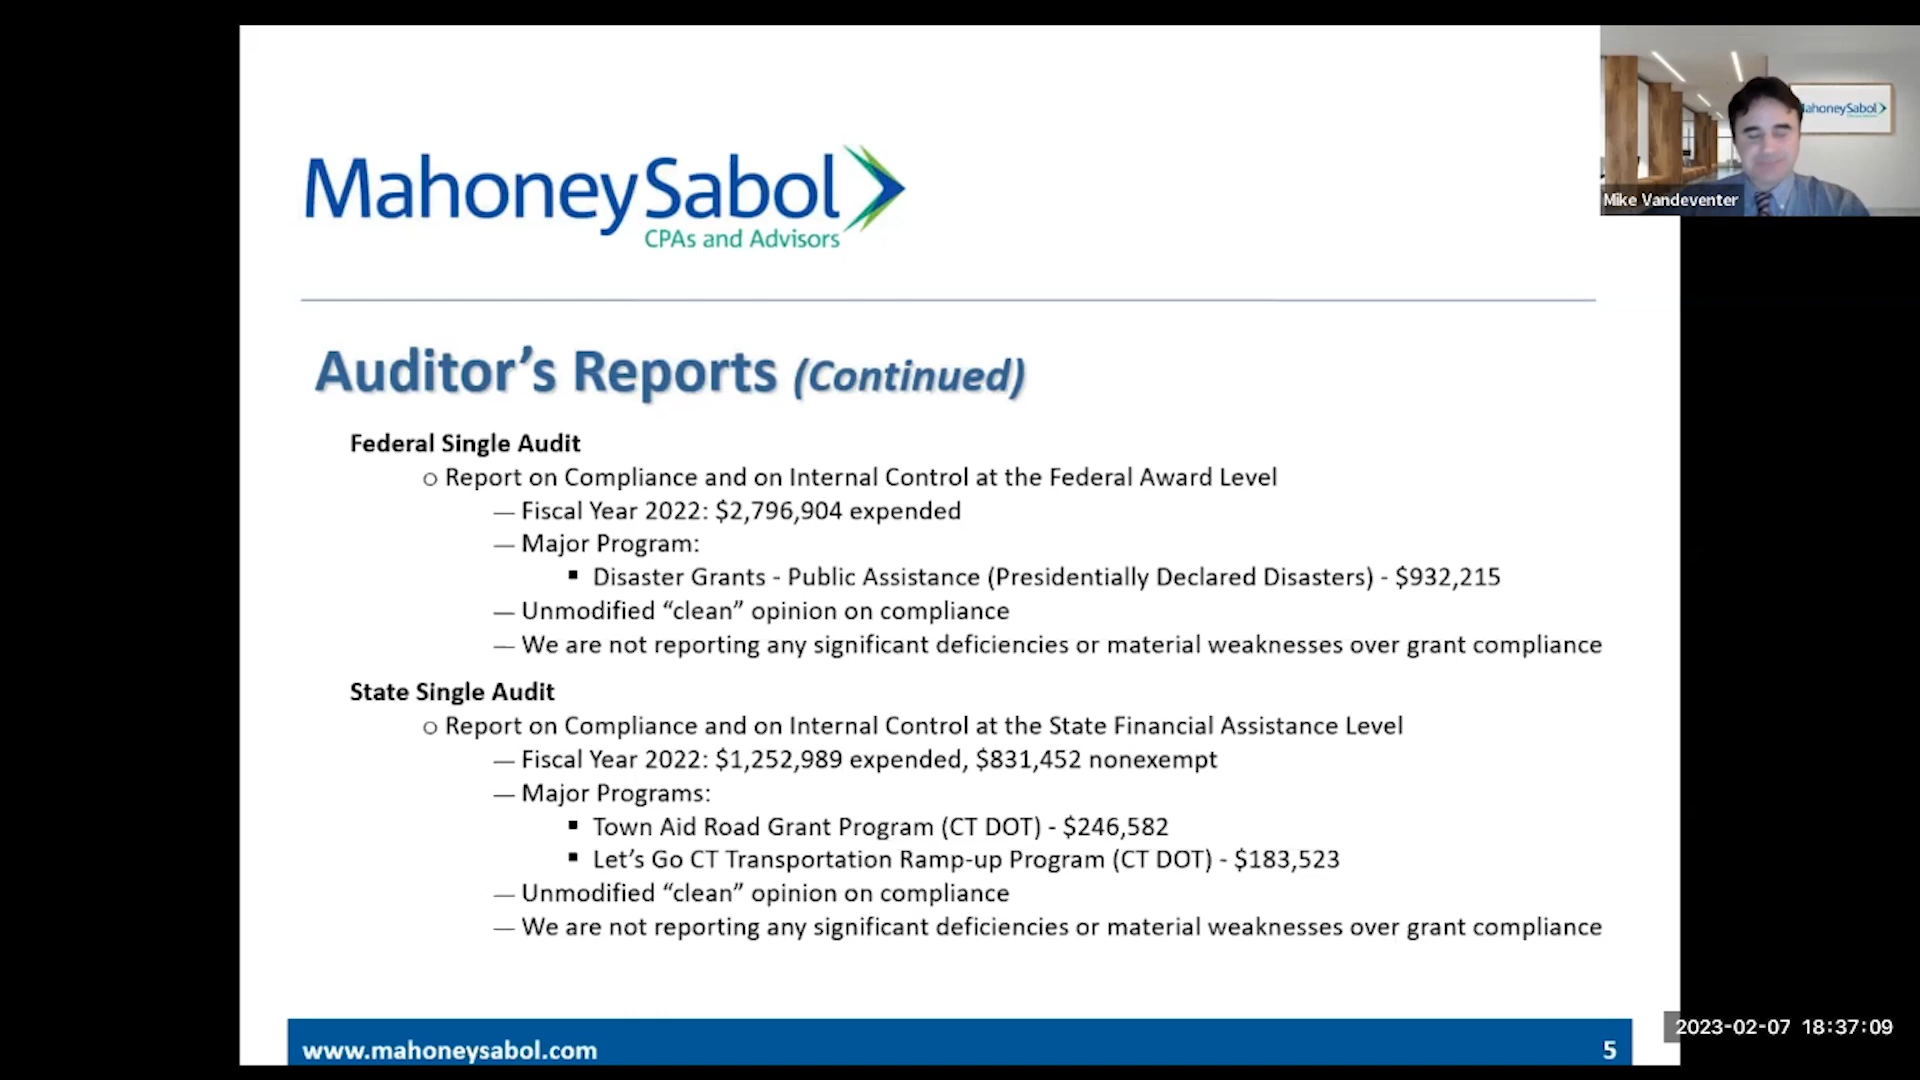 MahoneySabol
CPAs and Advisors
ahoneySabol
Mike Vandeventer
Auditor’s Reports (Continued)
Federal Single Audit
o Report on Compliance and on Internal Control at the Federal Award Level
— Fiscal Year 2022: $2,796,904 expended
— Major Program:
▪ Disaster Grants - Public Assistance (Presidentially Declared Disasters) - $932,215
— Unmodified “clean” opinion on compliance
— We are not reporting any significant deficiencies or material weaknesses over grant compliance
State Single Audit
o Report on Compliance and on Internal Control at the State Financial Assistance Level
— Fiscal Year 2022: $1,252,989 expended, $831,452 nonexempt
— Major Programs:
▪ Town Aid Road Grant Program (CT DOT) - $246,582
▪ Let’s Go CT Transportation Ramp-up Program (CT DOT) - $183,523
— Unmodified “clean” opinion on compliance
— We are not reporting any significant deficiencies or material weaknesses over grant compliance
www.mahoneysabol.com
5
2023-02-07 18:37:09